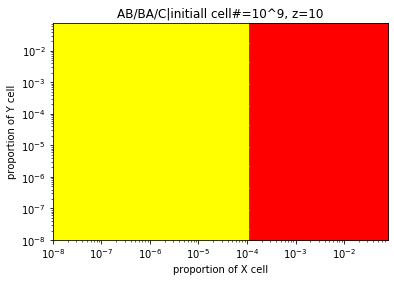 AB/BA/C|initiall cell#=10^9, z=10
proportion of Y cell
10⁻²
10⁻³
10⁻⁴
10⁻⁵
10⁻⁶
10⁻⁷
10⁻⁸
10⁻⁸ 10⁻⁷ 10⁻⁶ 10⁻⁵ 10⁻⁴ 10⁻³ 10⁻²
proportion of X cell